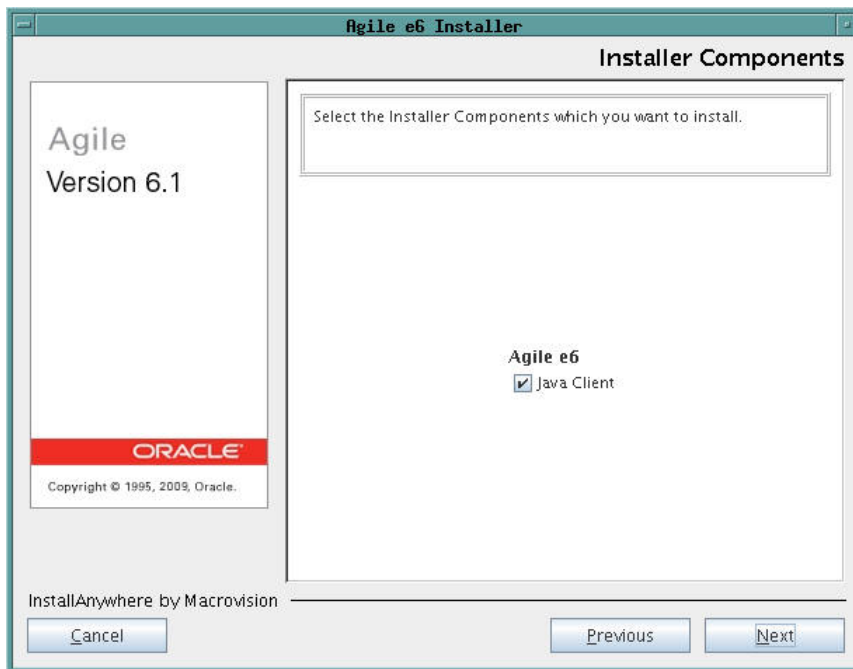 Agile e6 Installer
Installer Components
Agile
Version 6.1
ORACLE®
Copyright © 1995, 2009, Oracle.
Select the Installer Components which you want to install.
Agile e6
Java Client
InstallAnywhere by Macrovision
Cancel
Previous
Next